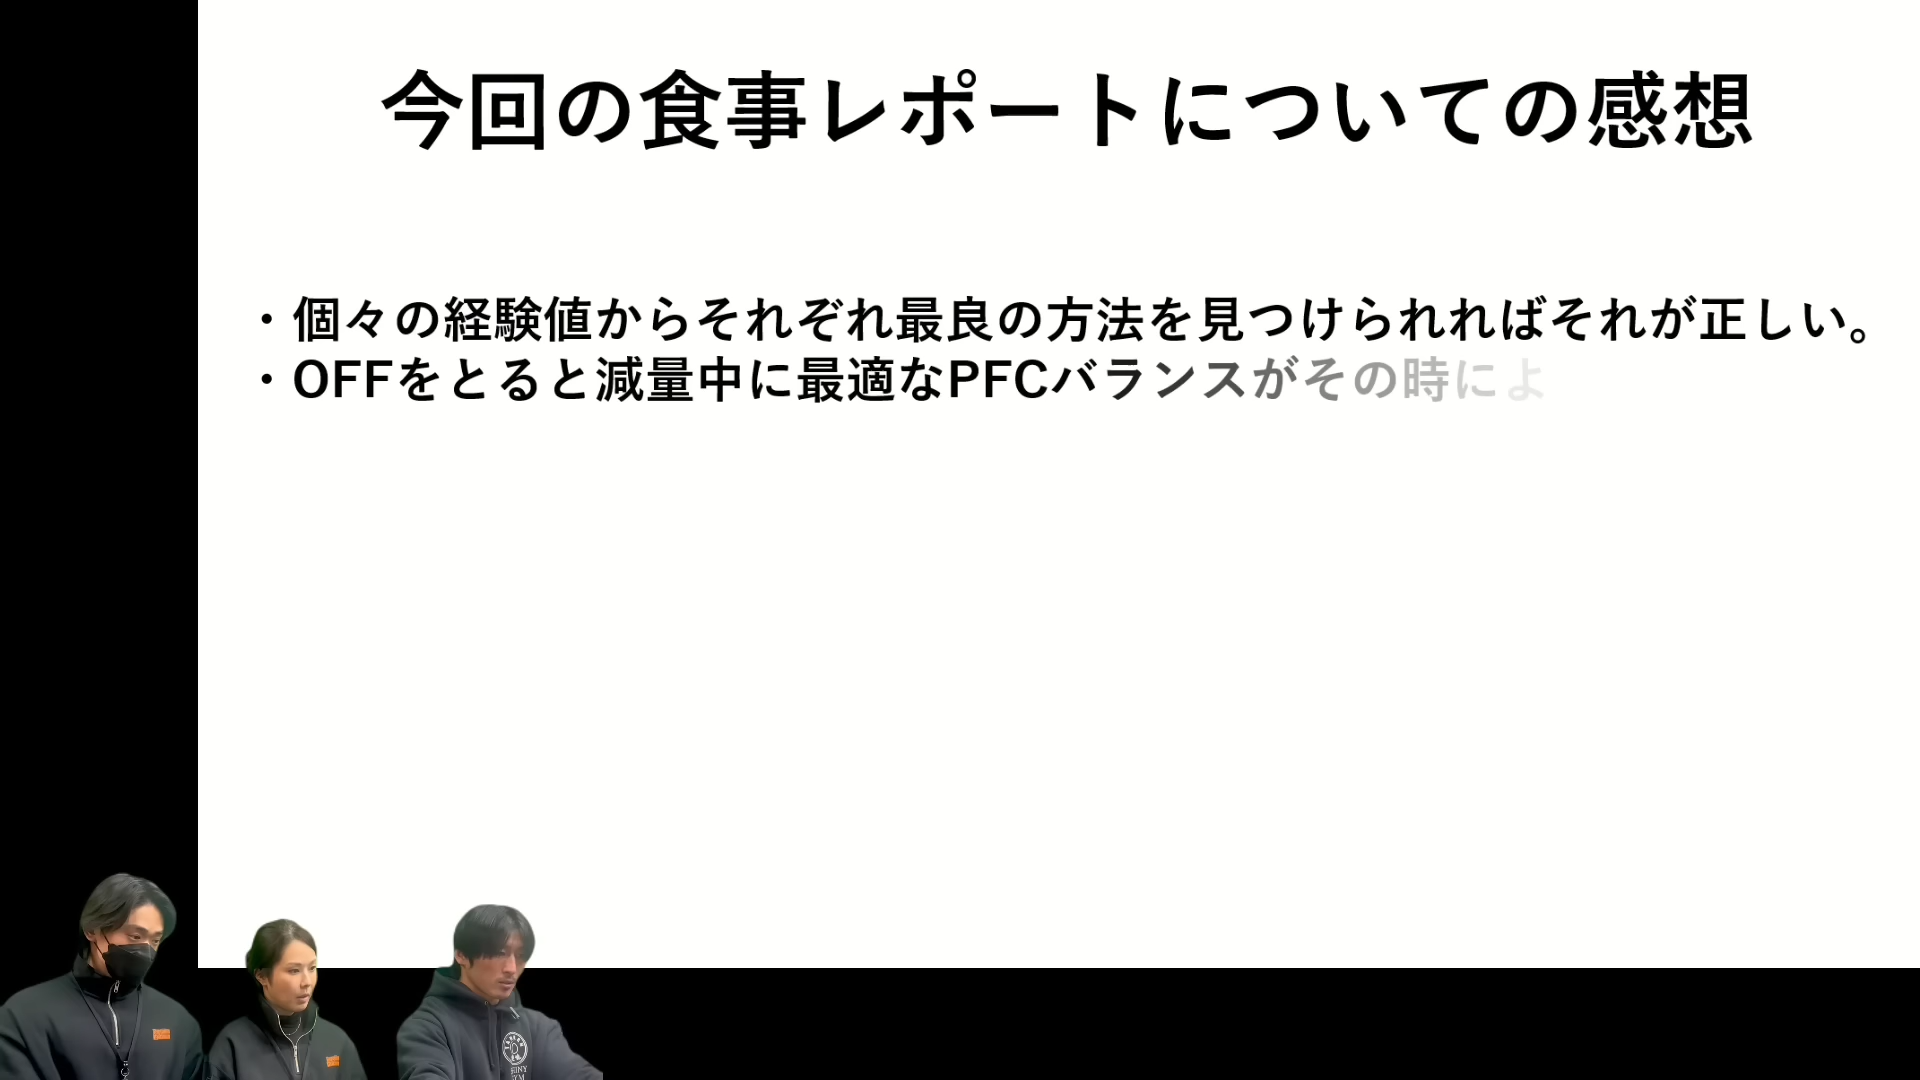 今回の食事レポートについての感想
・個々の経験値からそれぞれ最良の方法を見つけられればそれが正しい。
・OFFをとると減量中に最適なPFCバランスがその時によ